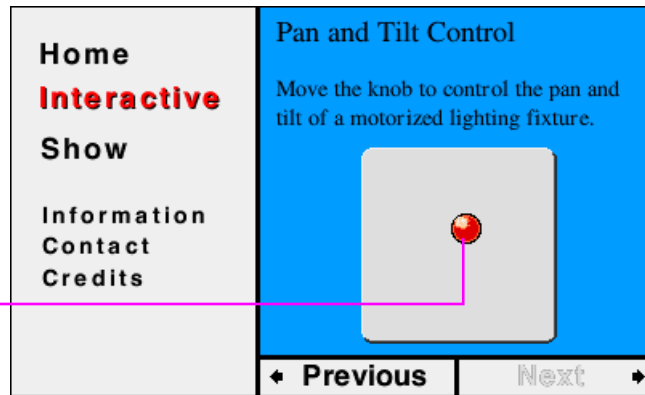 Home
Interactive
Show
Information
Contact
Credits
Pan and Tilt Control
Move the knob to control the pan and
tilt of a motorized lighting fixture.
Previous
Next